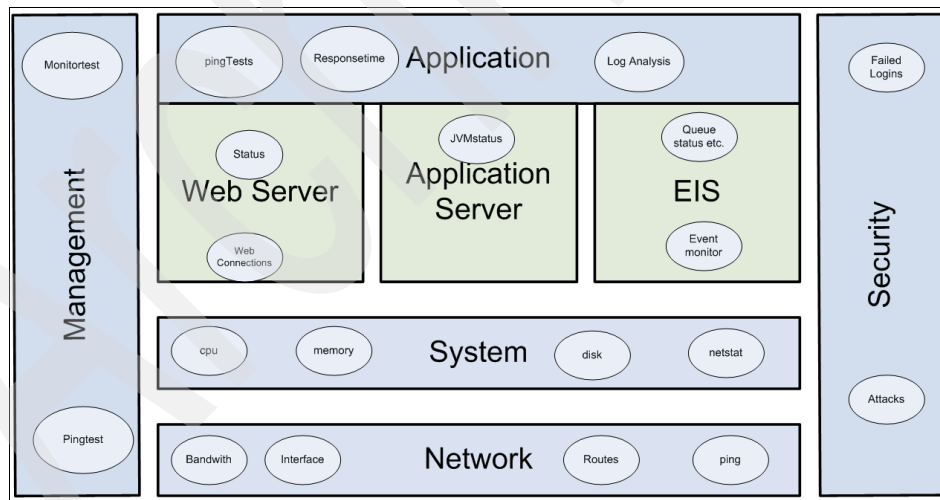 Monitortest
Management
Pingtest
pingTests
Responsetime
Application
Log Analysis
Status
Web Server
Web
Connections
JVMstatus
Application
Server
Queue
status etc.
EIS
Event
monitor
cpu
memory
System
disk
netstat
Bandwith
Interface
Network
Routes
ping
Failed
Logins
Security
Attacks